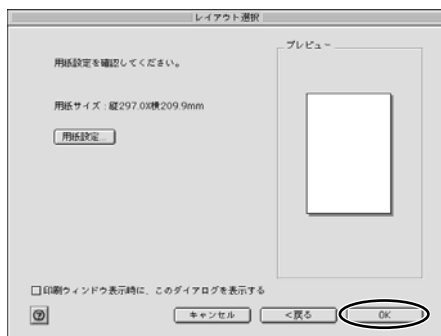 レイアウト選択
プレビュー
用紙設定を確認してください。
用紙サイズ:縦297.0X横209.9mm
用紙設定...
印刷ウィンドウ表示時に、このダイアログを表示する
?
キャンセル
<戻る
OK